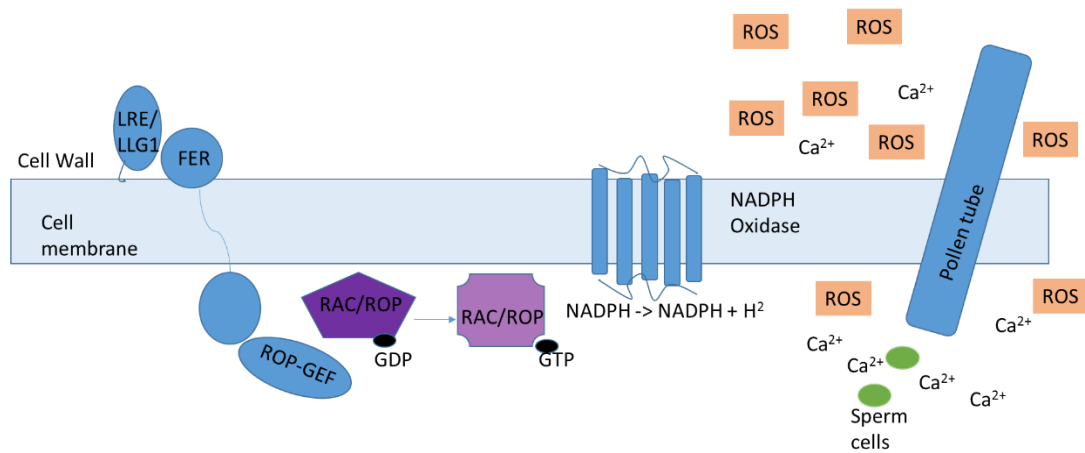 LRE/
LLG1
FER
Cell Wall
Cell
membrane
ROP-GEF
RAC/ROP
GDP
RAC/ROP
GTP
NADPH
Oxidase
NADPH -> NADPH + H²
ROS
ROS
ROS
ROS
Ca²⁺
Ca²⁺
ROS
ROS
Pollen tube
ROS
ROS
Ca²⁺
Ca²⁺
Ca²⁺
Ca²⁺
Ca²⁺
Sperm
cells